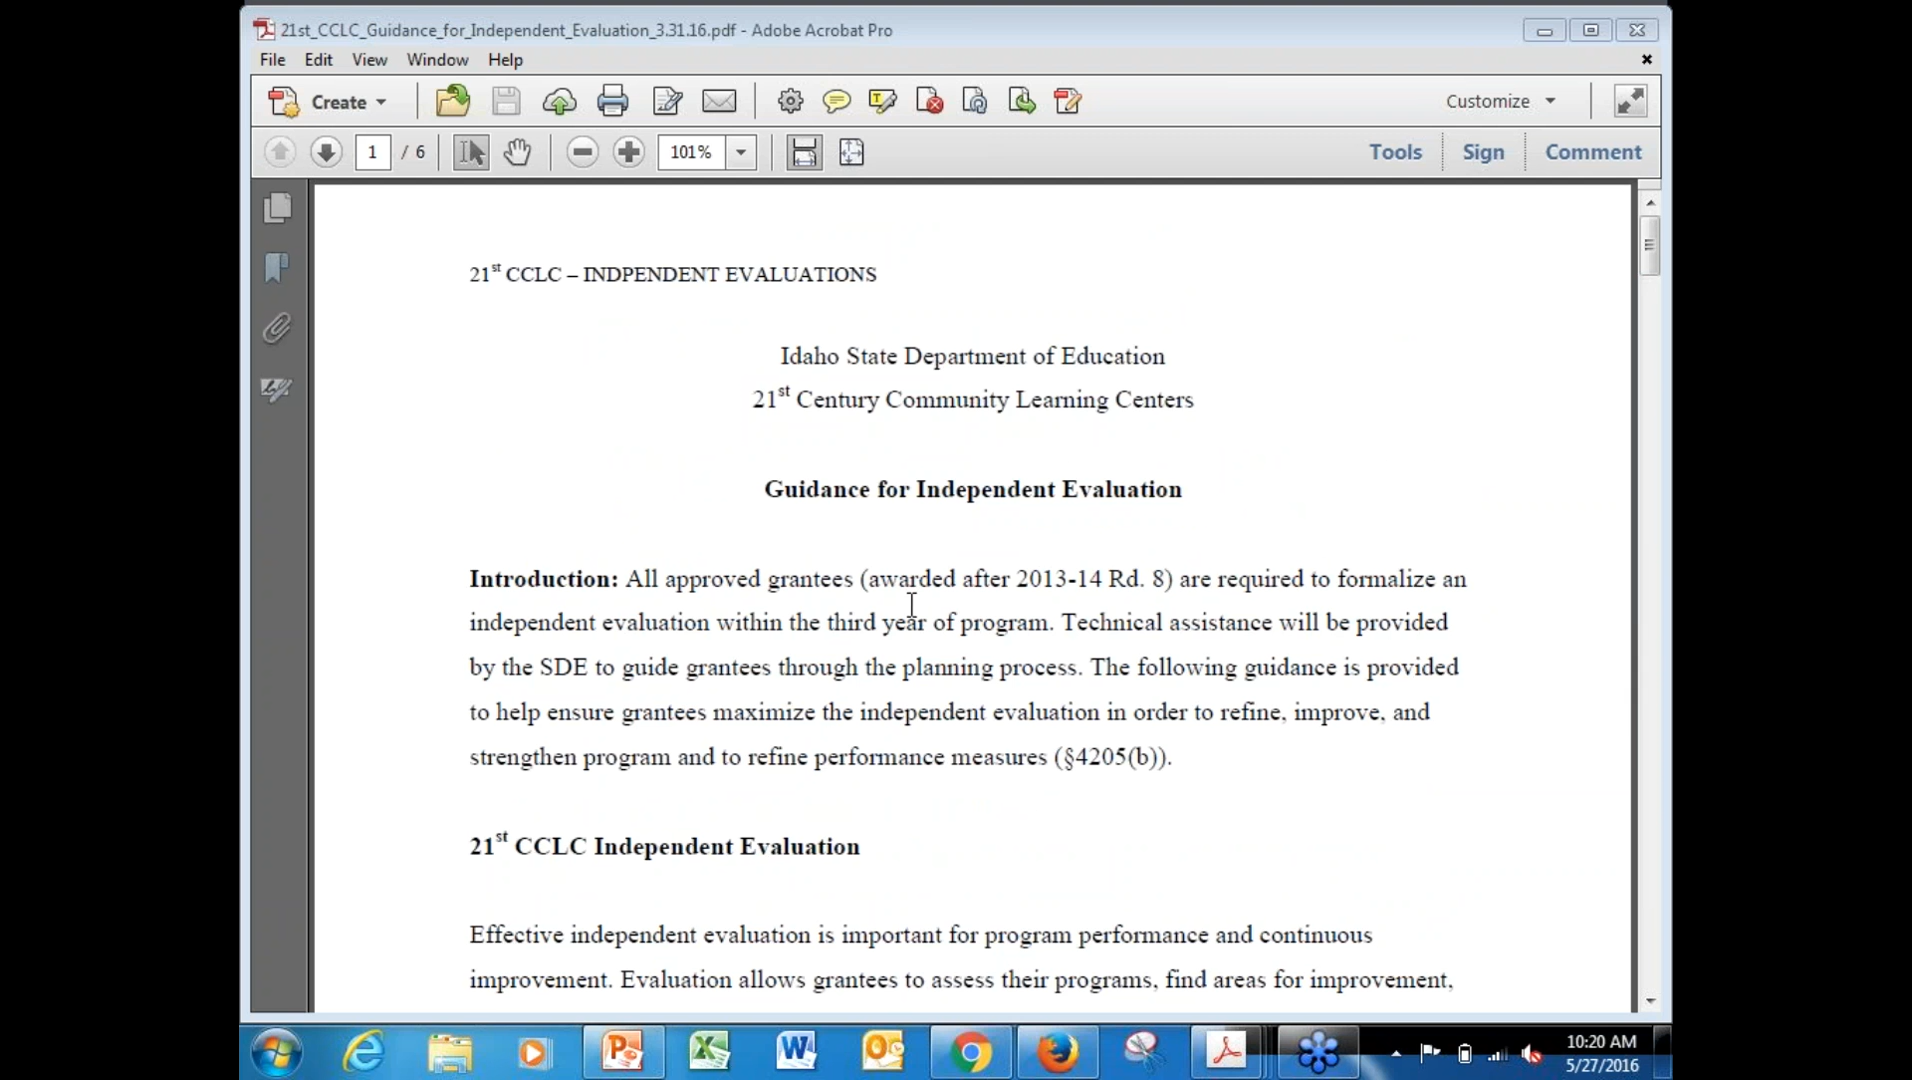 21st_CCLC_Guidance_for_Independent_Evaluation_3.31.16.pdf - Adobe Acrobat Pro
File Edit View Window Help
Create Customize
1 / 6 101% Tools Sign Comment
21st CCLC – INDPENDENT EVALUATIONS
Idaho State Department of Education
21st Century Community Learning Centers
Guidance for Independent Evaluation
Introduction: All approved grantees (awarded after 2013-14 Rd. 8) are required to formalize an
independent evaluation within the third year of program. Technical assistance will be provided
by the SDE to guide grantees through the planning process. The following guidance is provided
to help ensure grantees maximize the independent evaluation in order to refine, improve, and
strengthen program and to refine performance measures (§4205(b)).
21st CCLC Independent Evaluation
Effective independent evaluation is important for program performance and continuous
improvement. Evaluation allows grantees to assess their programs, find areas for improvement,
10:20 AM
5/27/2016